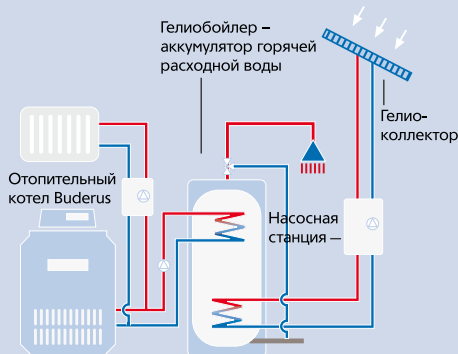 Гелиобойлер –
аккумулятор горячей
расходной воды
Гелио-
коллектор
Отопительный
котел Buderus
Насосная
станция –